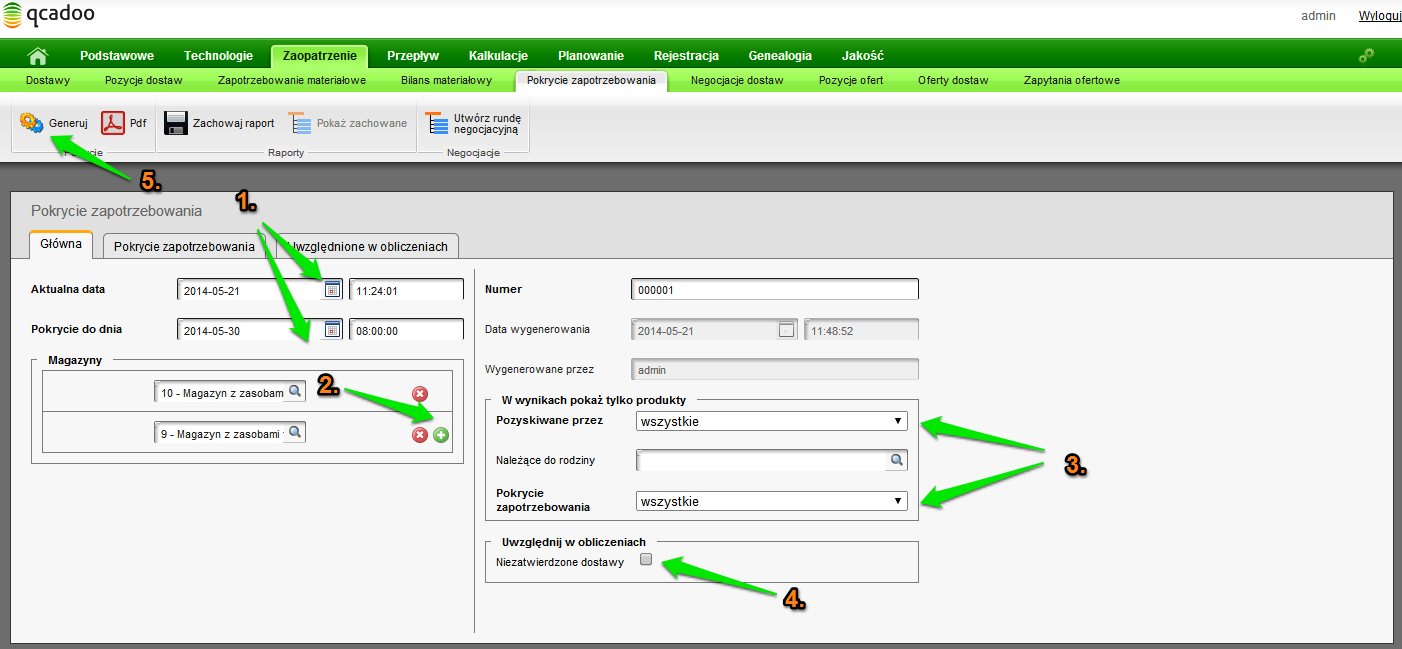 qcadoo
admin Wyloguj
Podstawowe Technologie Zaopatrzenie Przepływ Kalkulacje Planowanie Rejestracja Genealogia Jakość
Dostawy Pozycje dostaw Zapotrzebowanie materiałowe Bilans materiałowy Pokrycie zapotrzebowania Negocjacje dostaw Pozycje ofert Oferty dostaw Zapytania ofertowe
Generuj Pdf Zachowaj raport Pokaż zachowane Utwórz rundę
negocjacyjną
Raporty Negocjacje
5.
1.
Pokrycie zapotrzebowania
Główna Pokrycie zapotrzebowania Uwzględnione w obliczeniach
Aktualna data 2014-05-21 11:24:01
Pokrycie do dnia 2014-05-30 08:00:00
Magazyny
10 - Magazyn z zasobam
2.
9 - Magazyn z zasobami
Numer 000001
Data wygenerowania 2014-05-21 11:48:52
Wygenerowane przez admin
W wynikach pokaż tylko produkty
Pozyskiwane przez wszystkie
Należące do rodziny
3.
Pokrycie
zapotrzebowania wszystkie
Uwzględnij w obliczeniach
Niezatwierdzone dostawy
4.